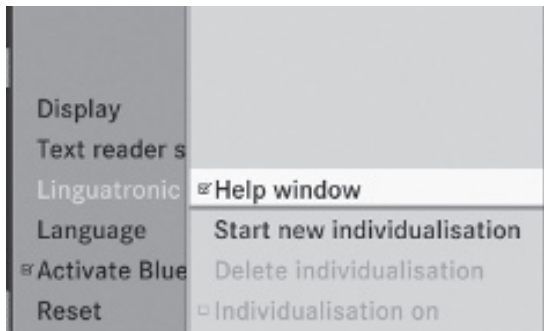 Display
Text reader s
Linguatronic
Language
Activate Blue
Reset
Help window
Start new individualisation
Delete individualisation
Individualisation on